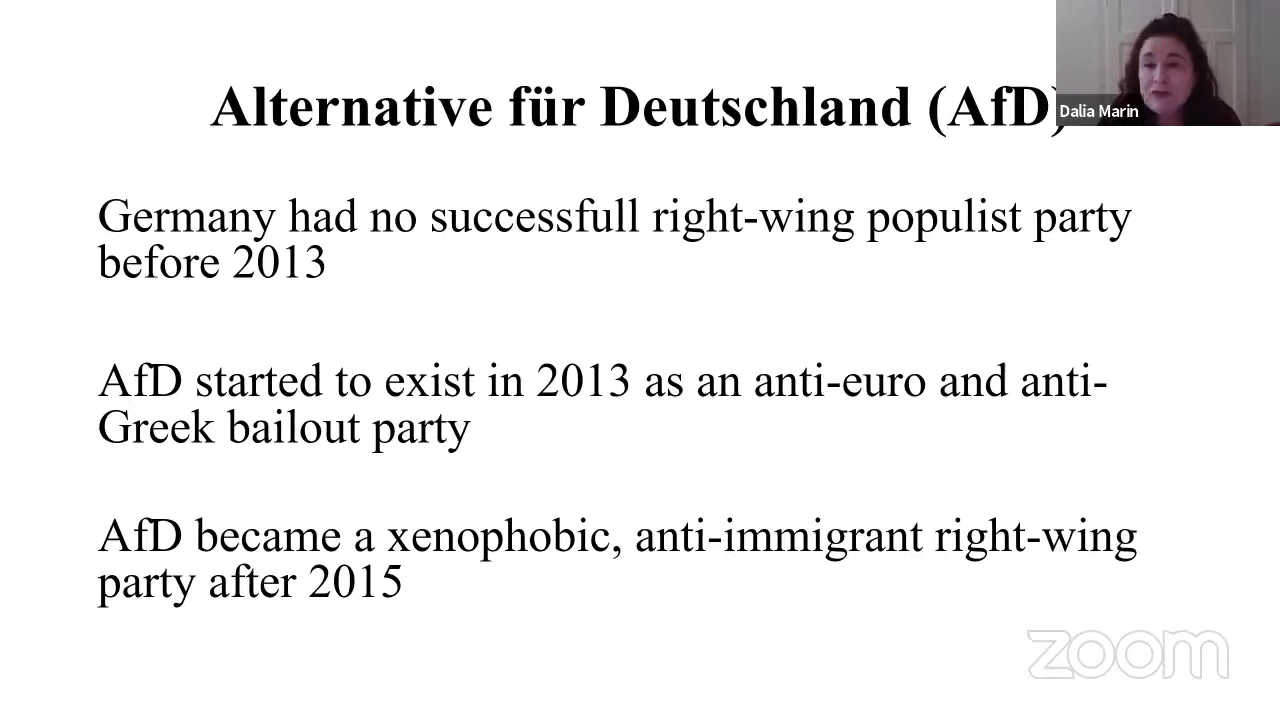 Alternative für Deutschland (AfD)
Dalia Marin
Germany had no successfull right-wing populist party
before 2013
AfD started to exist in 2013 as an anti-euro and anti-
Greek bailout party
AfD became a xenophobic, anti-immigrant right-wing
party after 2015
zoom